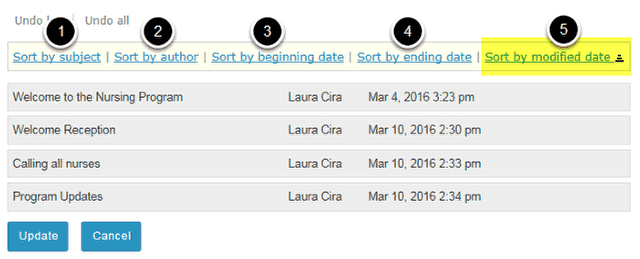 Undo Undo all
1 2 3 4 5
Sort by subject | Sort by author | Sort by beginning date | Sort by ending date | Sort by modified date
Welcome to the Nursing Program Laura Cira Mar 4, 2016 3:23 pm
Welcome Reception Laura Cira Mar 10, 2016 2:30 pm
Calling all nurses Laura Cira Mar 10, 2016 2:33 pm
Program Updates Laura Cira Mar 10, 2016 2:34 pm
Update Cancel